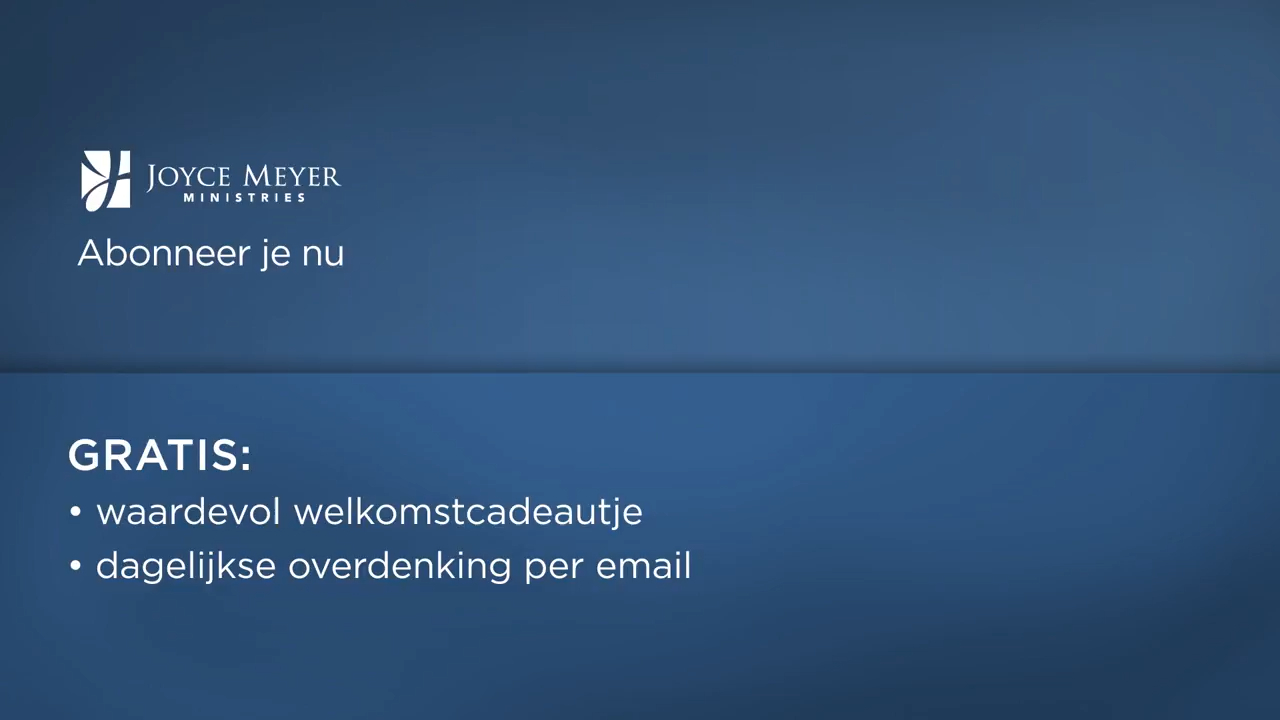 JOYCE MEYER
MINISTRIES
Abonneer je nu
GRATIS:
• waardevol welkomstcadeautje
• dagelijkse overdenking per email